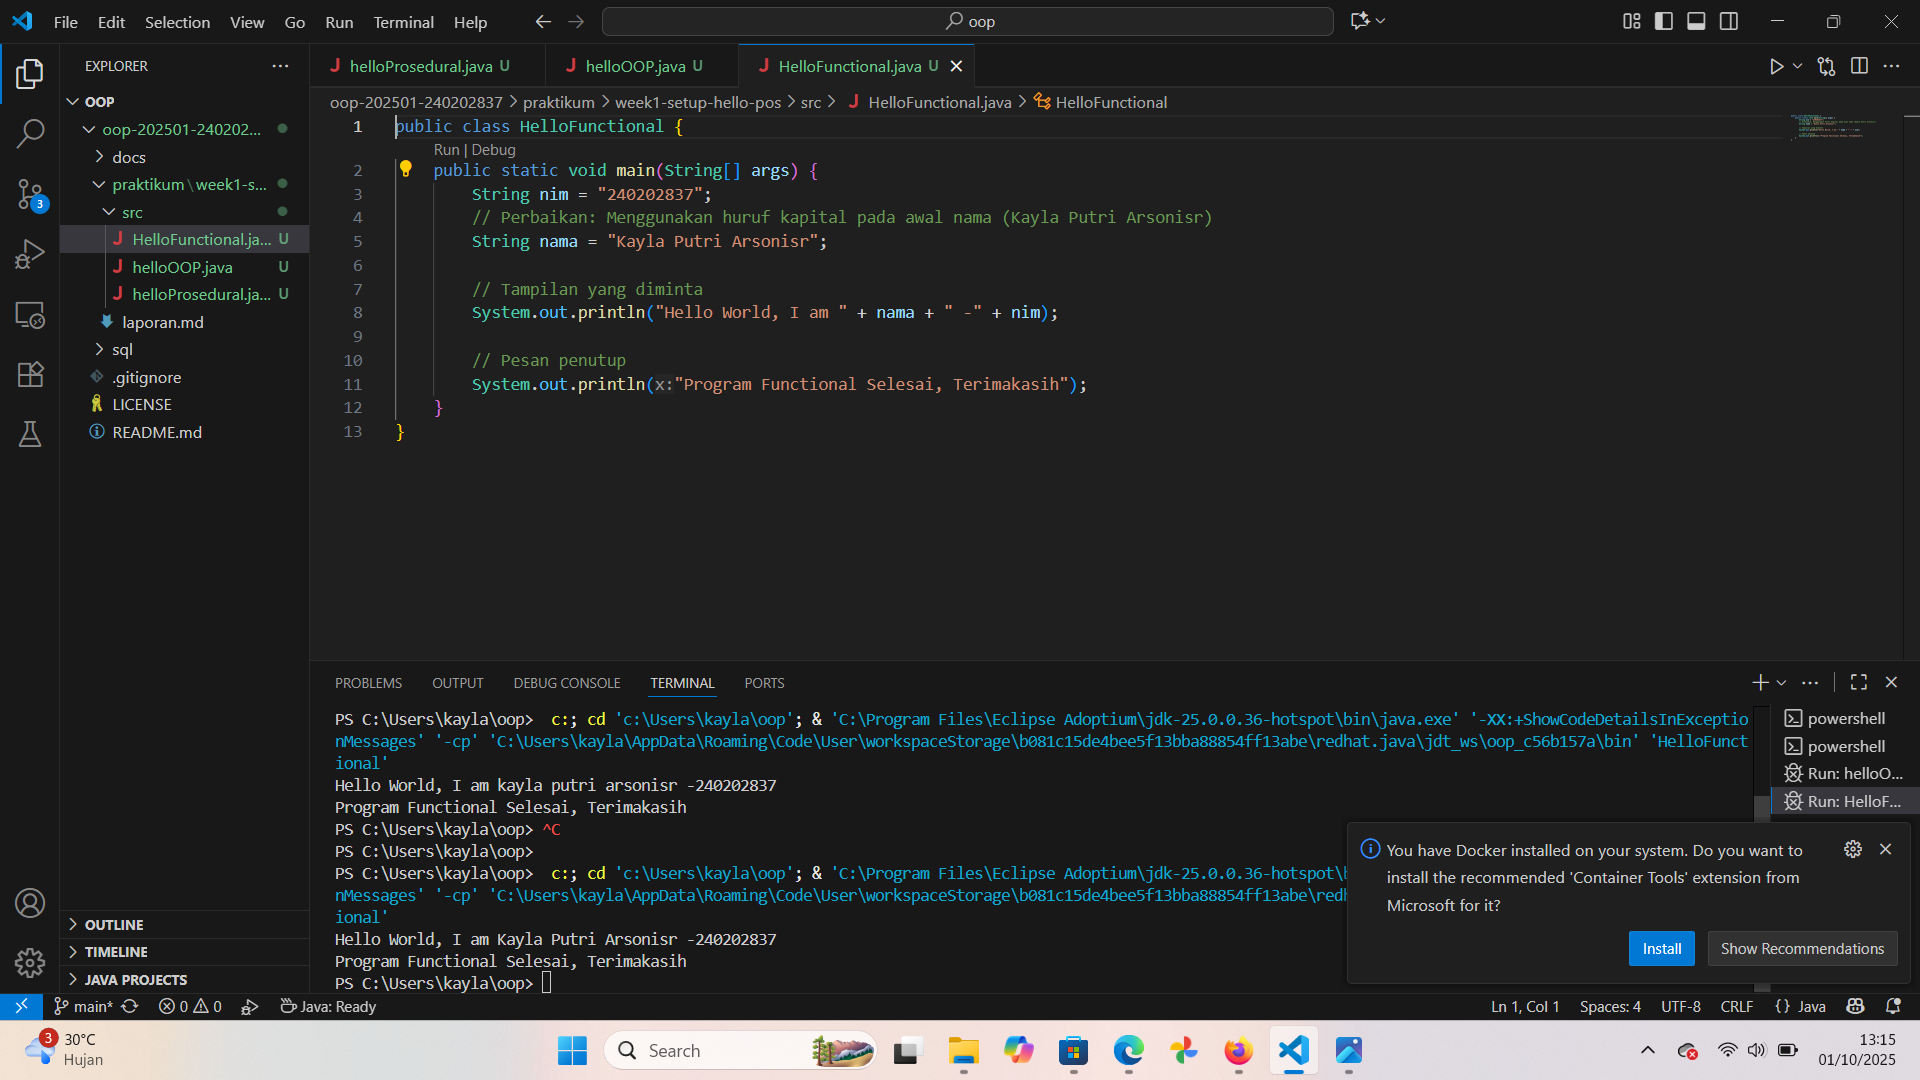 File Edit Selection View Go Run Terminal Help
oop
EXPLORER
OOP
oop-202501-240202...
docs
praktikum\week1-s...
src
HelloFunctional.ja... U
helloOOP.java U
helloProsedural.ja... U
laporan.md
sql
.gitignore
LICENSE
README.md
OUTLINE
TIMELINE
JAVA PROJECTS
3
helloProsedural.java U
helloOOP.java U
HelloFunctional.java U
oop-202501-240202837 > praktikum > week1-setup-hello-pos > src > HelloFunctional.java > HelloFunctional
1 public class HelloFunctional {
Run | Debug
2 public static void main(String[] args) {
3 String nim = "240202837";
4 // Perbaikan: Menggunakan huruf kapital pada awal nama (Kayla Putri Arsonisr)
5 String nama = "Kayla Putri Arsonisr";
6
7 // Tampilan yang diminta
8 System.out.println("Hello World, I am " + nama + " -" + nim);
9
10 // Pesan penutup
11 System.out.println(x:"Program Functional Selesai, Terimakasih");
12 }
13 }
PROBLEMS OUTPUT DEBUG CONSOLE TERMINAL PORTS
PS C:\Users\kayla\oop>  c:; cd 'c:\Users\kayla\oop'; & 'C:\Program Files\Eclipse Adoptium\jdk-25.0.0.36-hotspot\bin\java.exe' '-XX:+ShowCodeDetailsInExceptio
nMessages' '-cp' 'C:\Users\kayla\AppData\Roaming\Code\User\workspaceStorage\b081c15de4bee5f13bba88854ff13abe\redhat.java\jdt_ws\oop_c56b157a\bin' 'HelloFunct
ional'
Hello World, I am kayla putri arsonisr -240202837
Program Functional Selesai, Terimakasih
PS C:\Users\kayla\oop> ^C
PS C:\Users\kayla\oop>
PS C:\Users\kayla\oop>  c:; cd 'c:\Users\kayla\oop'; & 'C:\Program Files\Eclipse Adoptium\jdk-25.0.0.36-hotspot\
nMessages' '-cp' 'C:\Users\kayla\AppData\Roaming\Code\User\workspaceStorage\b081c15de4bee5f13bba88854ff13abe\red
ional'
Hello World, I am Kayla Putri Arsonisr -240202837
Program Functional Selesai, Terimakasih
PS C:\Users\kayla\oop>
powershell
powershell
Run: helloO...
Run: HelloF...
You have Docker installed on your system. Do you want to
install the recommended 'Container Tools' extension from
Microsoft for it?
Install Show Recommendations
main* 0 0 Java: Ready
Ln 1, Col 1 Spaces: 4 UTF-8 CRLF {} Java
3
30°C
Hujan
Search
13:15
01/10/2025